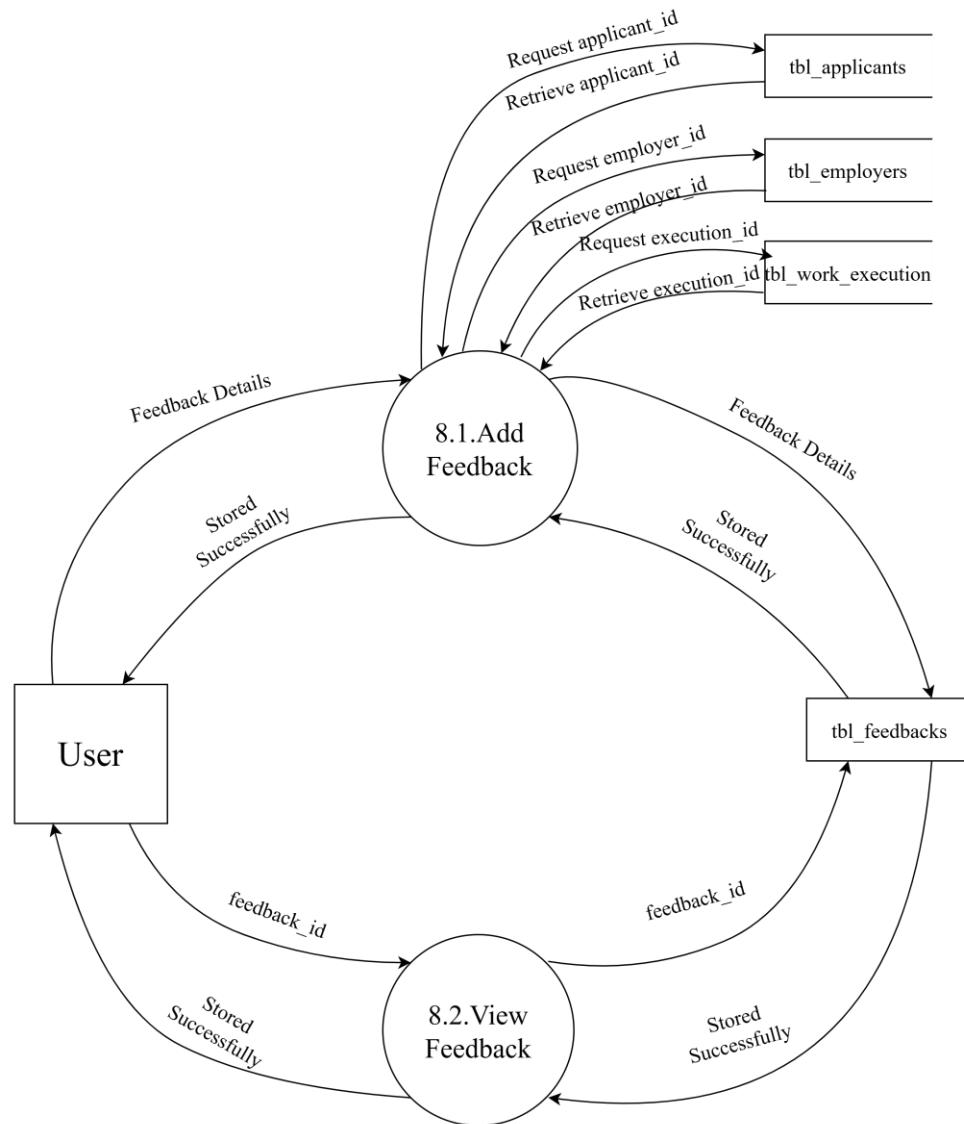 Request applicant_id
tbl_applicants
Retrieve applicant_id
Request employer_id
tbl_employers
Retrieve employer_id
Request execution_id
tbl_work_execution
Retrieve execution_id
Feedback Details
8.1.Add
Feedback
Feedback Details
Stored
Successfully
Stored
Successfully
User
tbl_feedbacks
feedback_id
feedback_id
8.2.View
Feedback
Stored
Successfully
Stored
Successfully